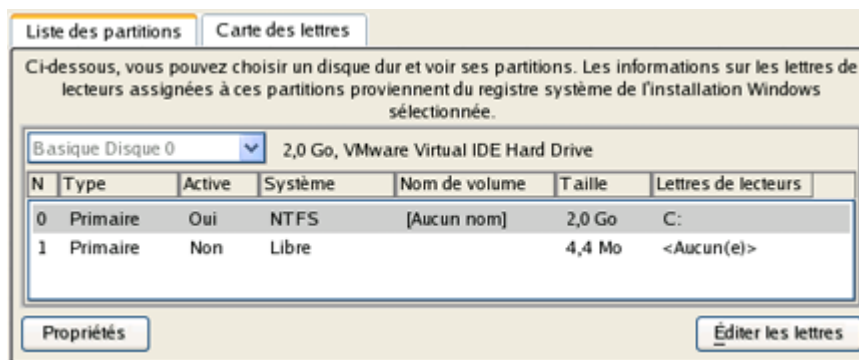 Liste des partitions Carte des lettres
Ci-dessous, vous pouvez choisir un disque dur et voir ses partitions. Les informations sur les lettres de
lecteurs assignées à ces partitions proviennent du registre système de l'installation Windows
sélectionnée.
Basique Disque 0 2,0 Go, VMware Virtual IDE Hard Drive
N Type Active Système Nom de volume Taille Lettres de lecteurs
0 Primaire Oui NTFS [Aucun nom] 2,0 Go C:
1 Primaire Non Libre 4,4 Mo <Aucun(e)>
Propriétés Éditer les lettres